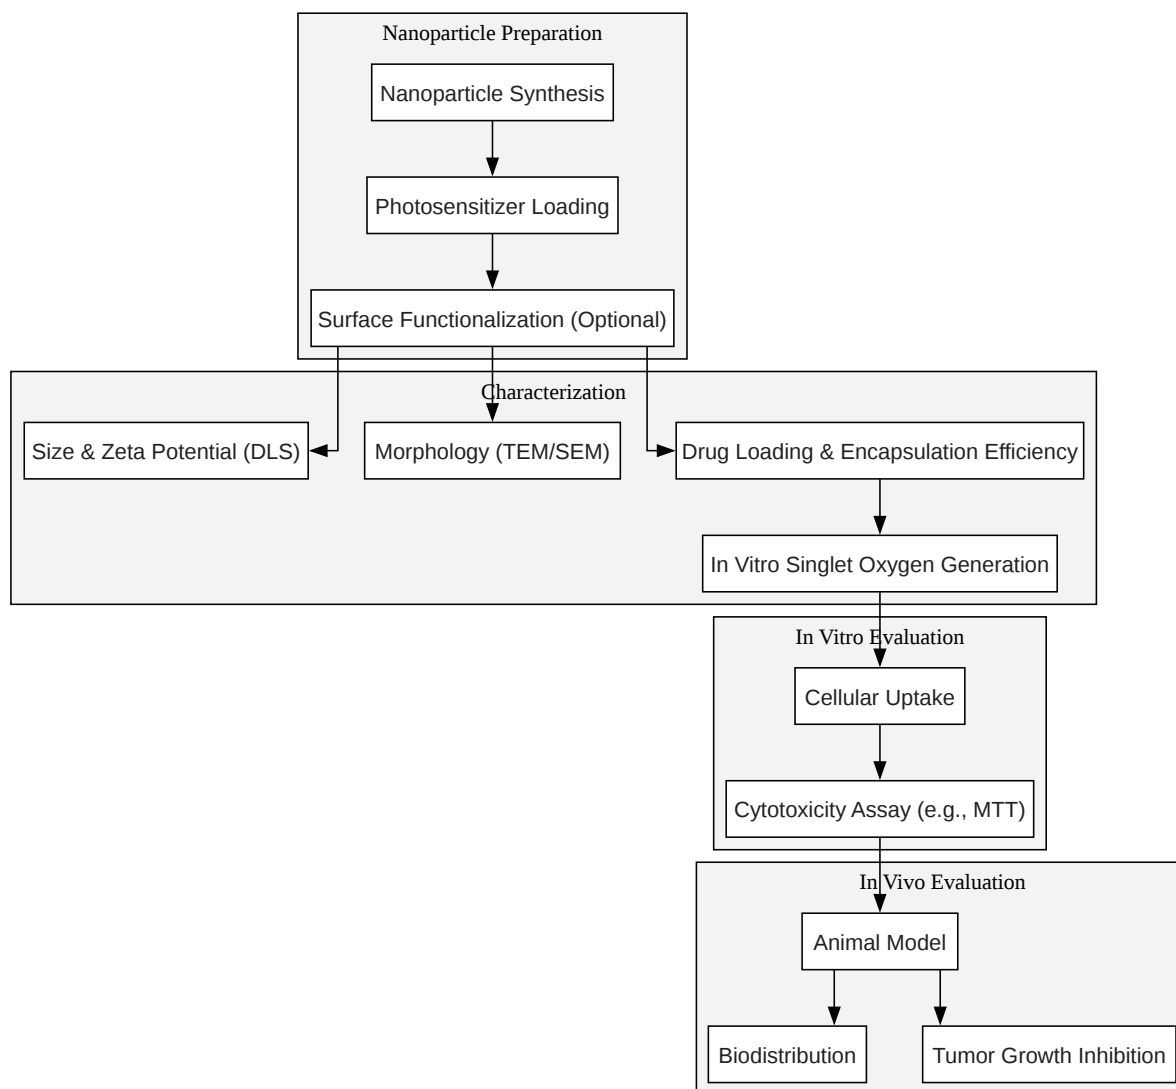 Nanoparticle Preparation
Nanoparticle Synthesis
Photosensitizer Loading
Surface Functionalization (Optional)
Characterization
Size & Zeta Potential (DLS)
Morphology (TEM/SEM)
Drug Loading & Encapsulation Efficiency
In Vitro Singlet Oxygen Generation
In Vitro Evaluation
Cellular Uptake
Cytotoxicity Assay (e.g., MTT)
In Vivo Evaluation
Animal Model
Biodistribution
Tumor Growth Inhibition